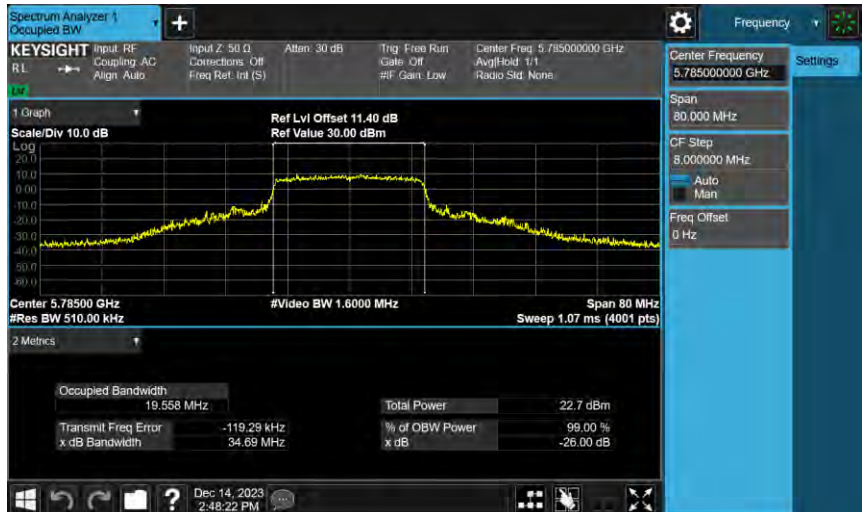 Spectrum Analyzer 1
Occupied BW
Frequency
KEYSIGHT
RL
Input: RF
Coupling: AC
Align: Auto
Input Z: 50 Ω
Corrections: Off
Freq Ref: Int (S)
Atten: 30 dB
Trig: Free Run
Gate: Off
#IF Gain: Low
Center Freq: 5.785000000 GHz
Avg|Hold: 1/1
Radio Std: None
Center Frequency
5.785000000 GHz
Settings
Span
80.000 MHz
CF Step
8.000000 MHz
Auto
Man
Freq Offset
0 Hz
1 Graph
Scale/Div 10.0 dB
Ref Lvl Offset 11.40 dB
Ref Value 30.00 dBm
Log
20.0
10.0
0.00
-10.0
-20.0
-30.0
-40.0
-50.0
-60.0
Center 5.78500 GHz
#Res BW 510.00 kHz
#Video BW 1.6000 MHz
Span 80 MHz
Sweep 1.07 ms (4001 pts)
2 Metrics
Occupied Bandwidth
19.558 MHz
Total Power 22.7 dBm
Transmit Freq Error -119.29 kHz
% of OBW Power 99.00 %
x dB Bandwidth 34.69 MHz
x dB -26.00 dB
Dec 14, 2023
2:48:22 PM